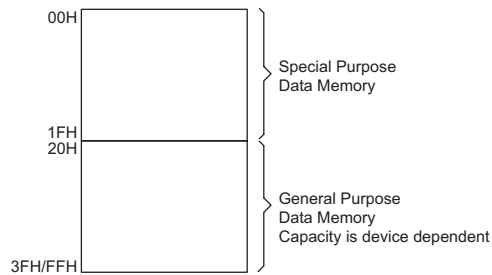 00H
Special Purpose
Data Memory
1FH
20H
General Purpose
Data Memory
Capacity is device dependent
3FH/FFH